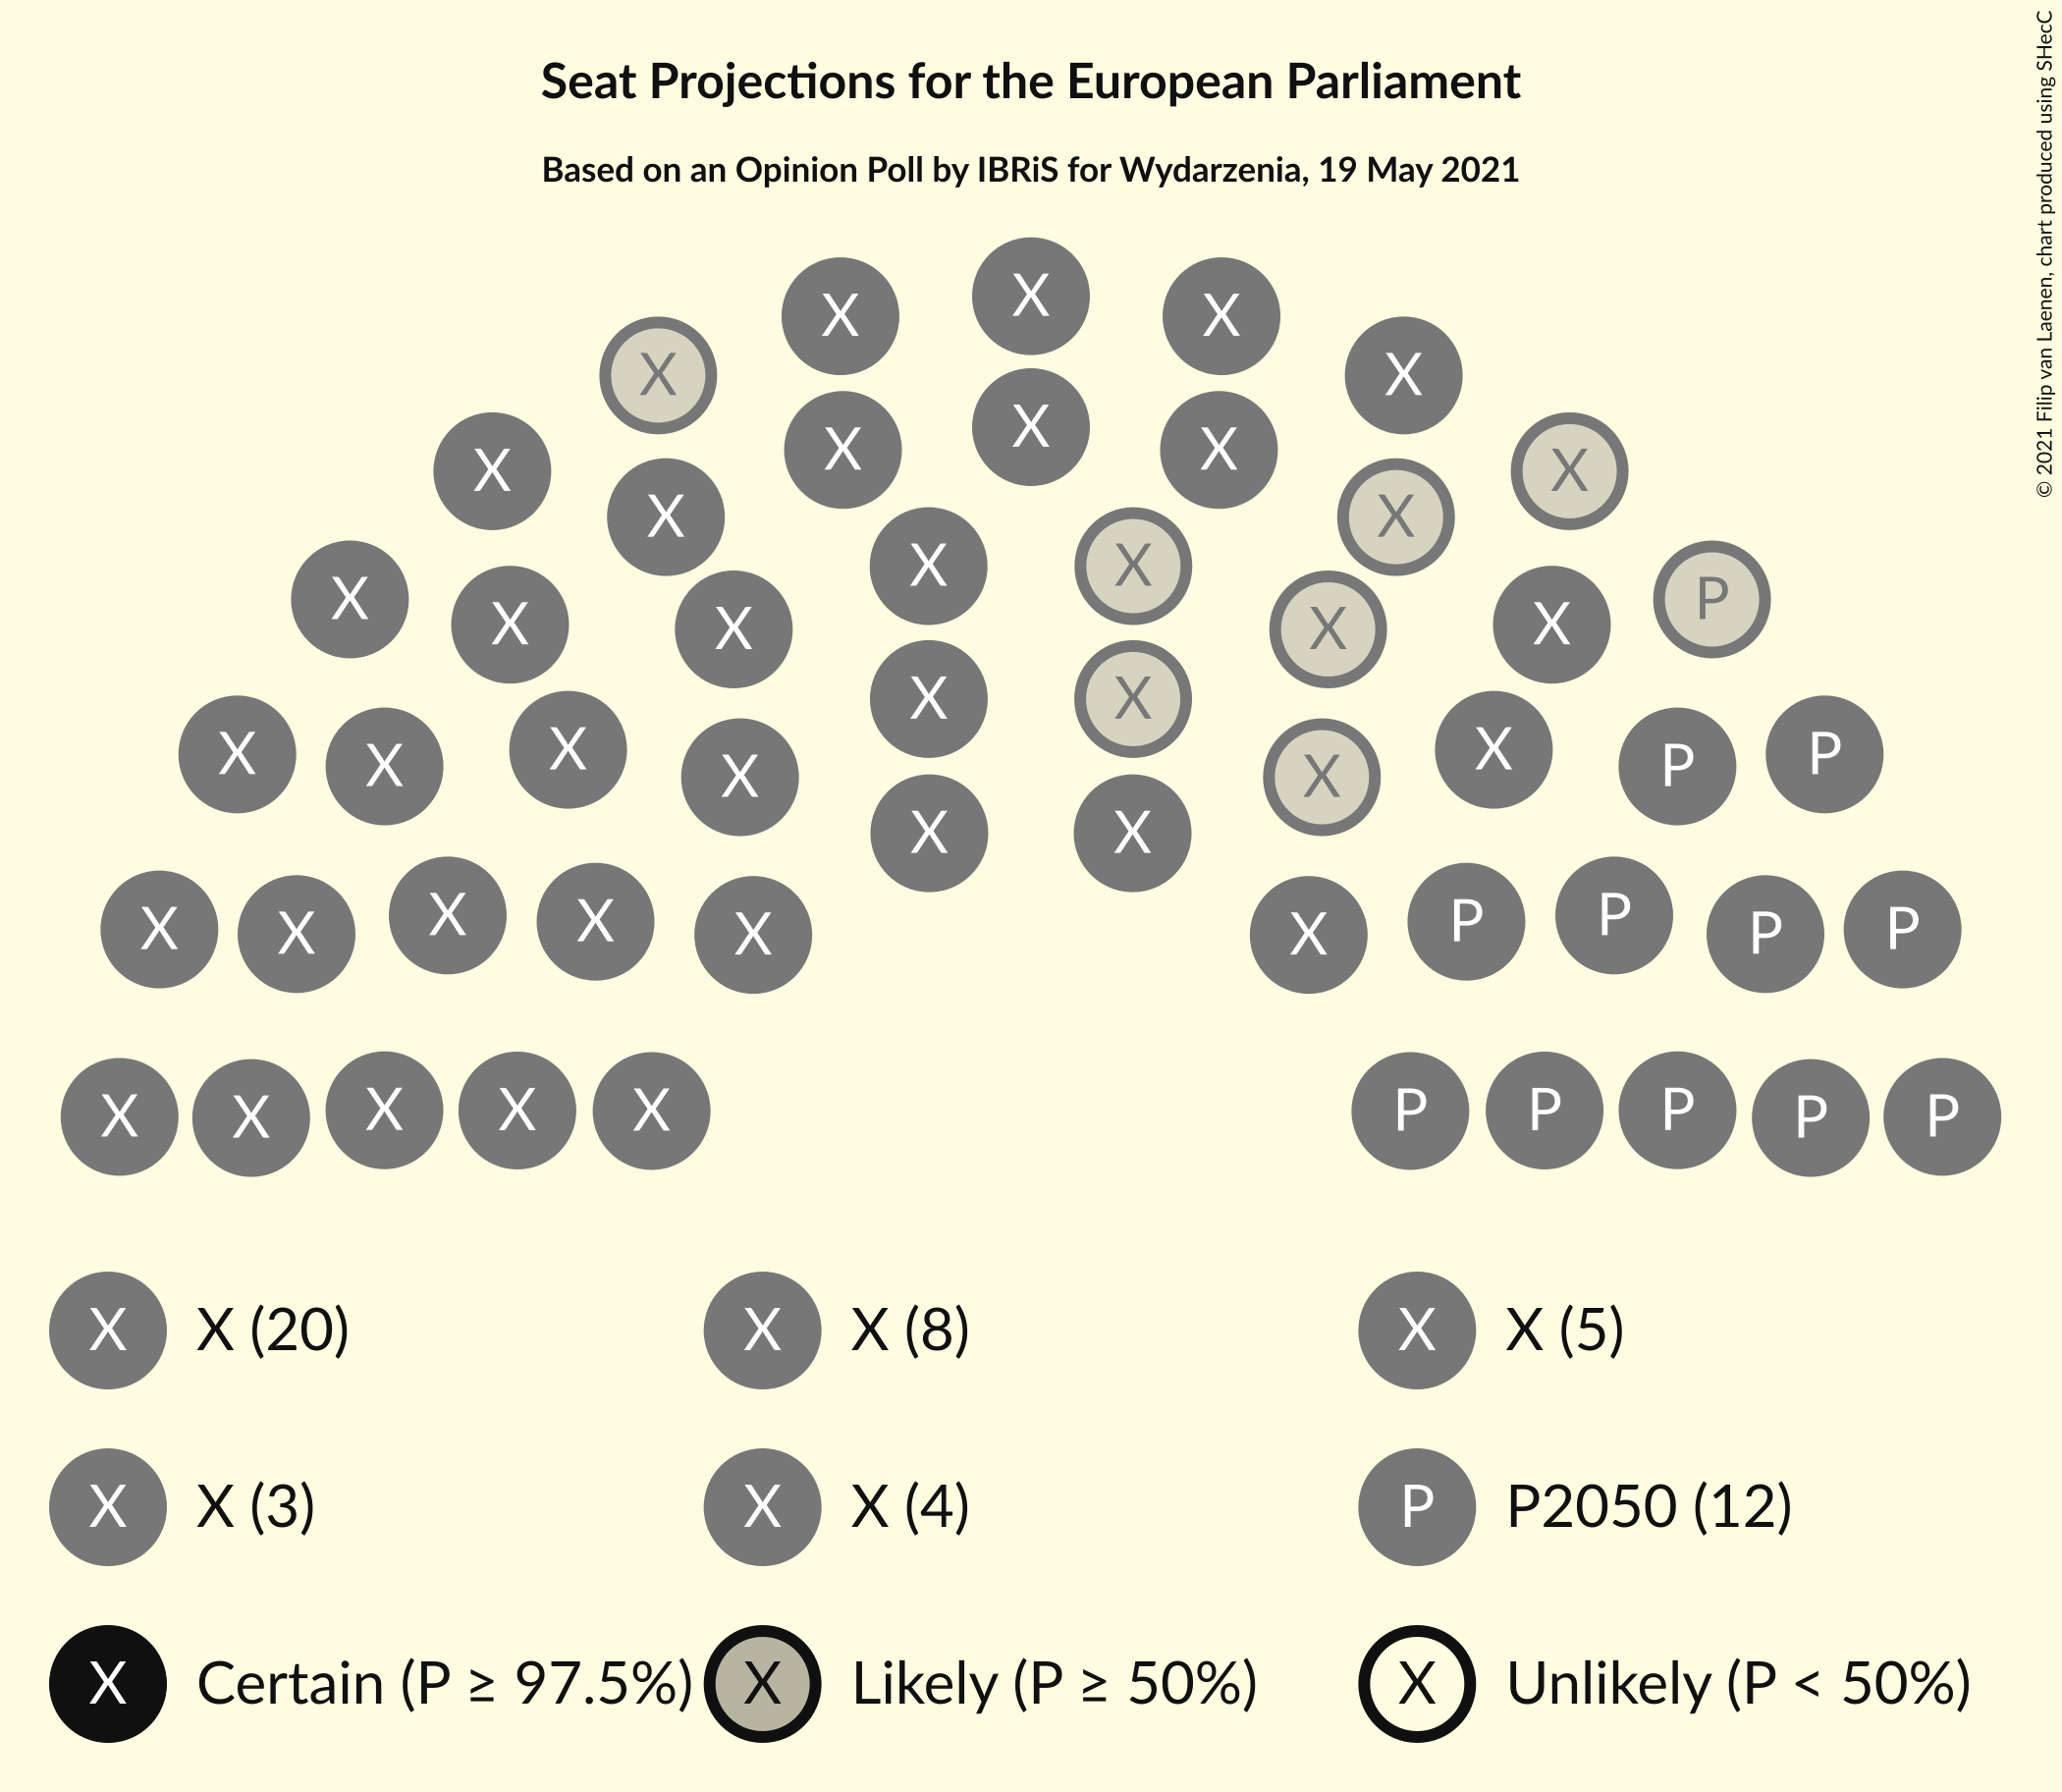 Seat Projections for the European Parliament
Based on an Opinion Poll by IBRiS for Wydarzenia, 19 May 2021
© 2021 Filip van Laenen, chart produced using SHecC
X X X X X
X X X X
X X X X X
X X X X X P
X X X X
X X X X P P
X X
X X X X X X P P P P
X X X X X P P P P P
X X (20) X X (8) X X (5)
X X (3) X X (4) P P2050 (12)
X Certain (P ≥ 97.5%) X Likely (P ≥ 50%) X Unlikely (P < 50%)